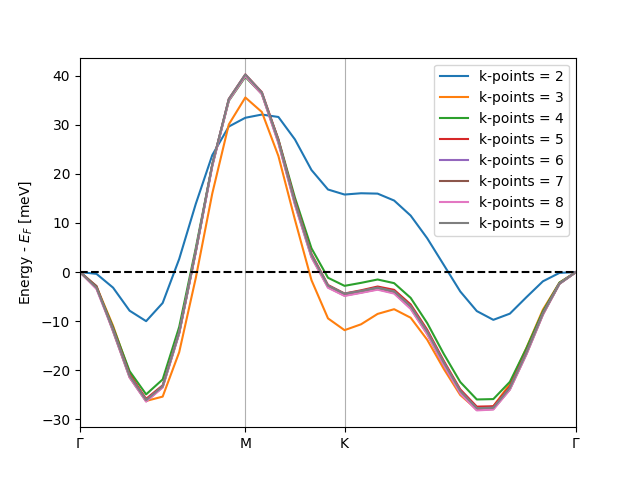 k-points = 2
k-points = 3
k-points = 4
k-points = 5
k-points = 6
k-points = 7
k-points = 8
k-points = 9
40
30
20
10
0
−10
−20
−30
Energy - E_F [meV]
Γ M K Γ